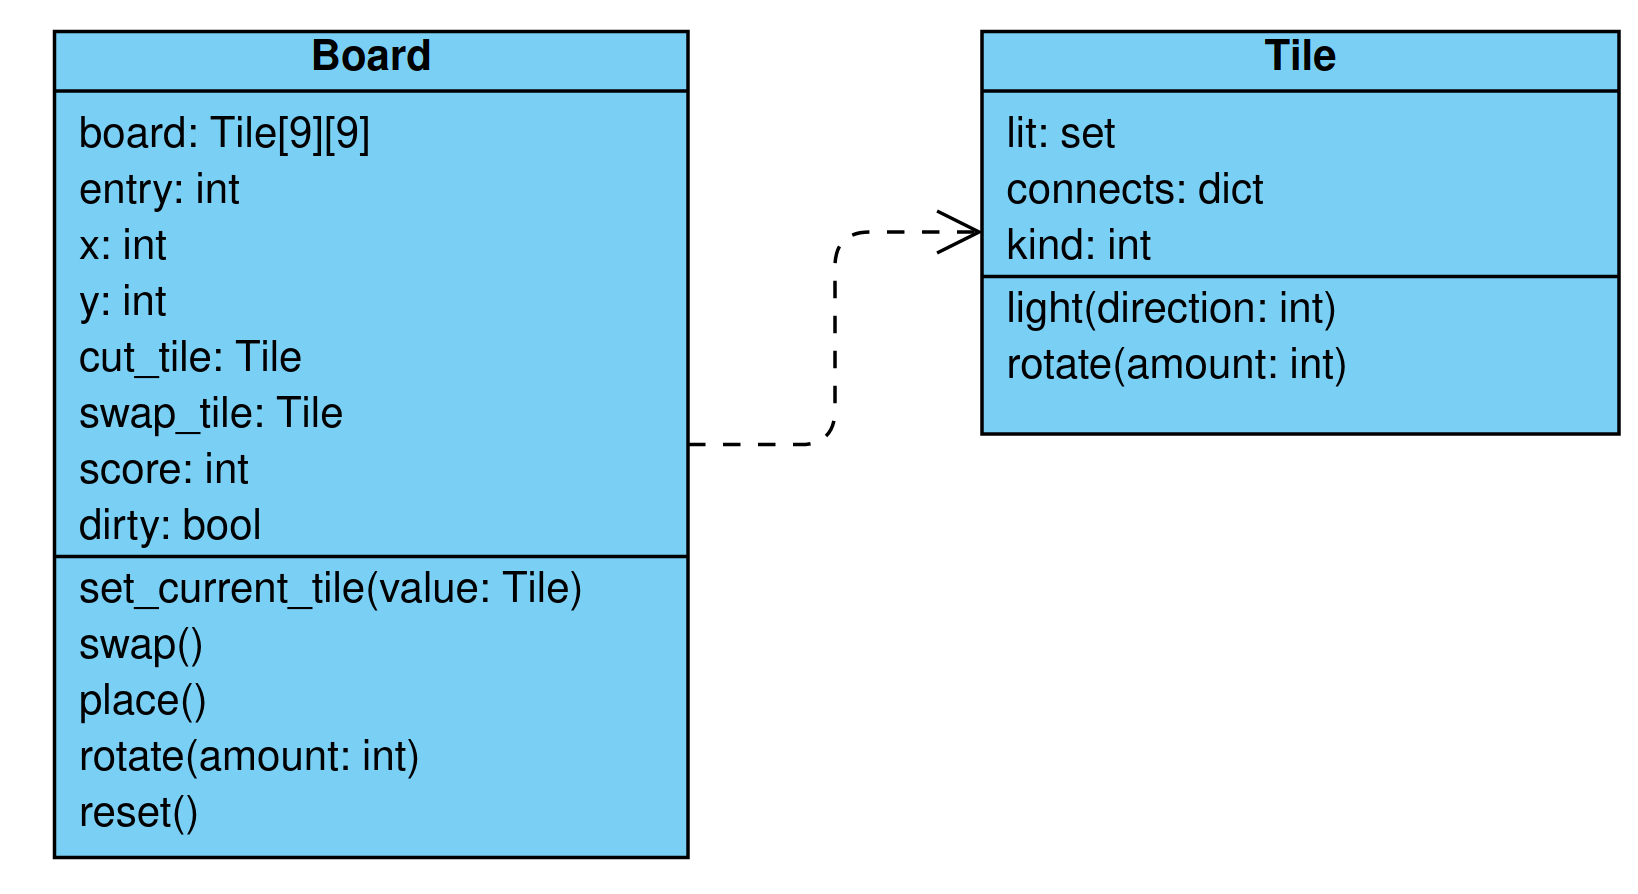 Board
board: Tile[9][9]
entry: int
x: int
y: int
cut_tile: Tile
swap_tile: Tile
score: int
dirty: bool
set_current_tile(value: Tile)
swap()
place()
rotate(amount: int)
reset()
Tile
lit: set
connects: dict
kind: int
light(direction: int)
rotate(amount: int)